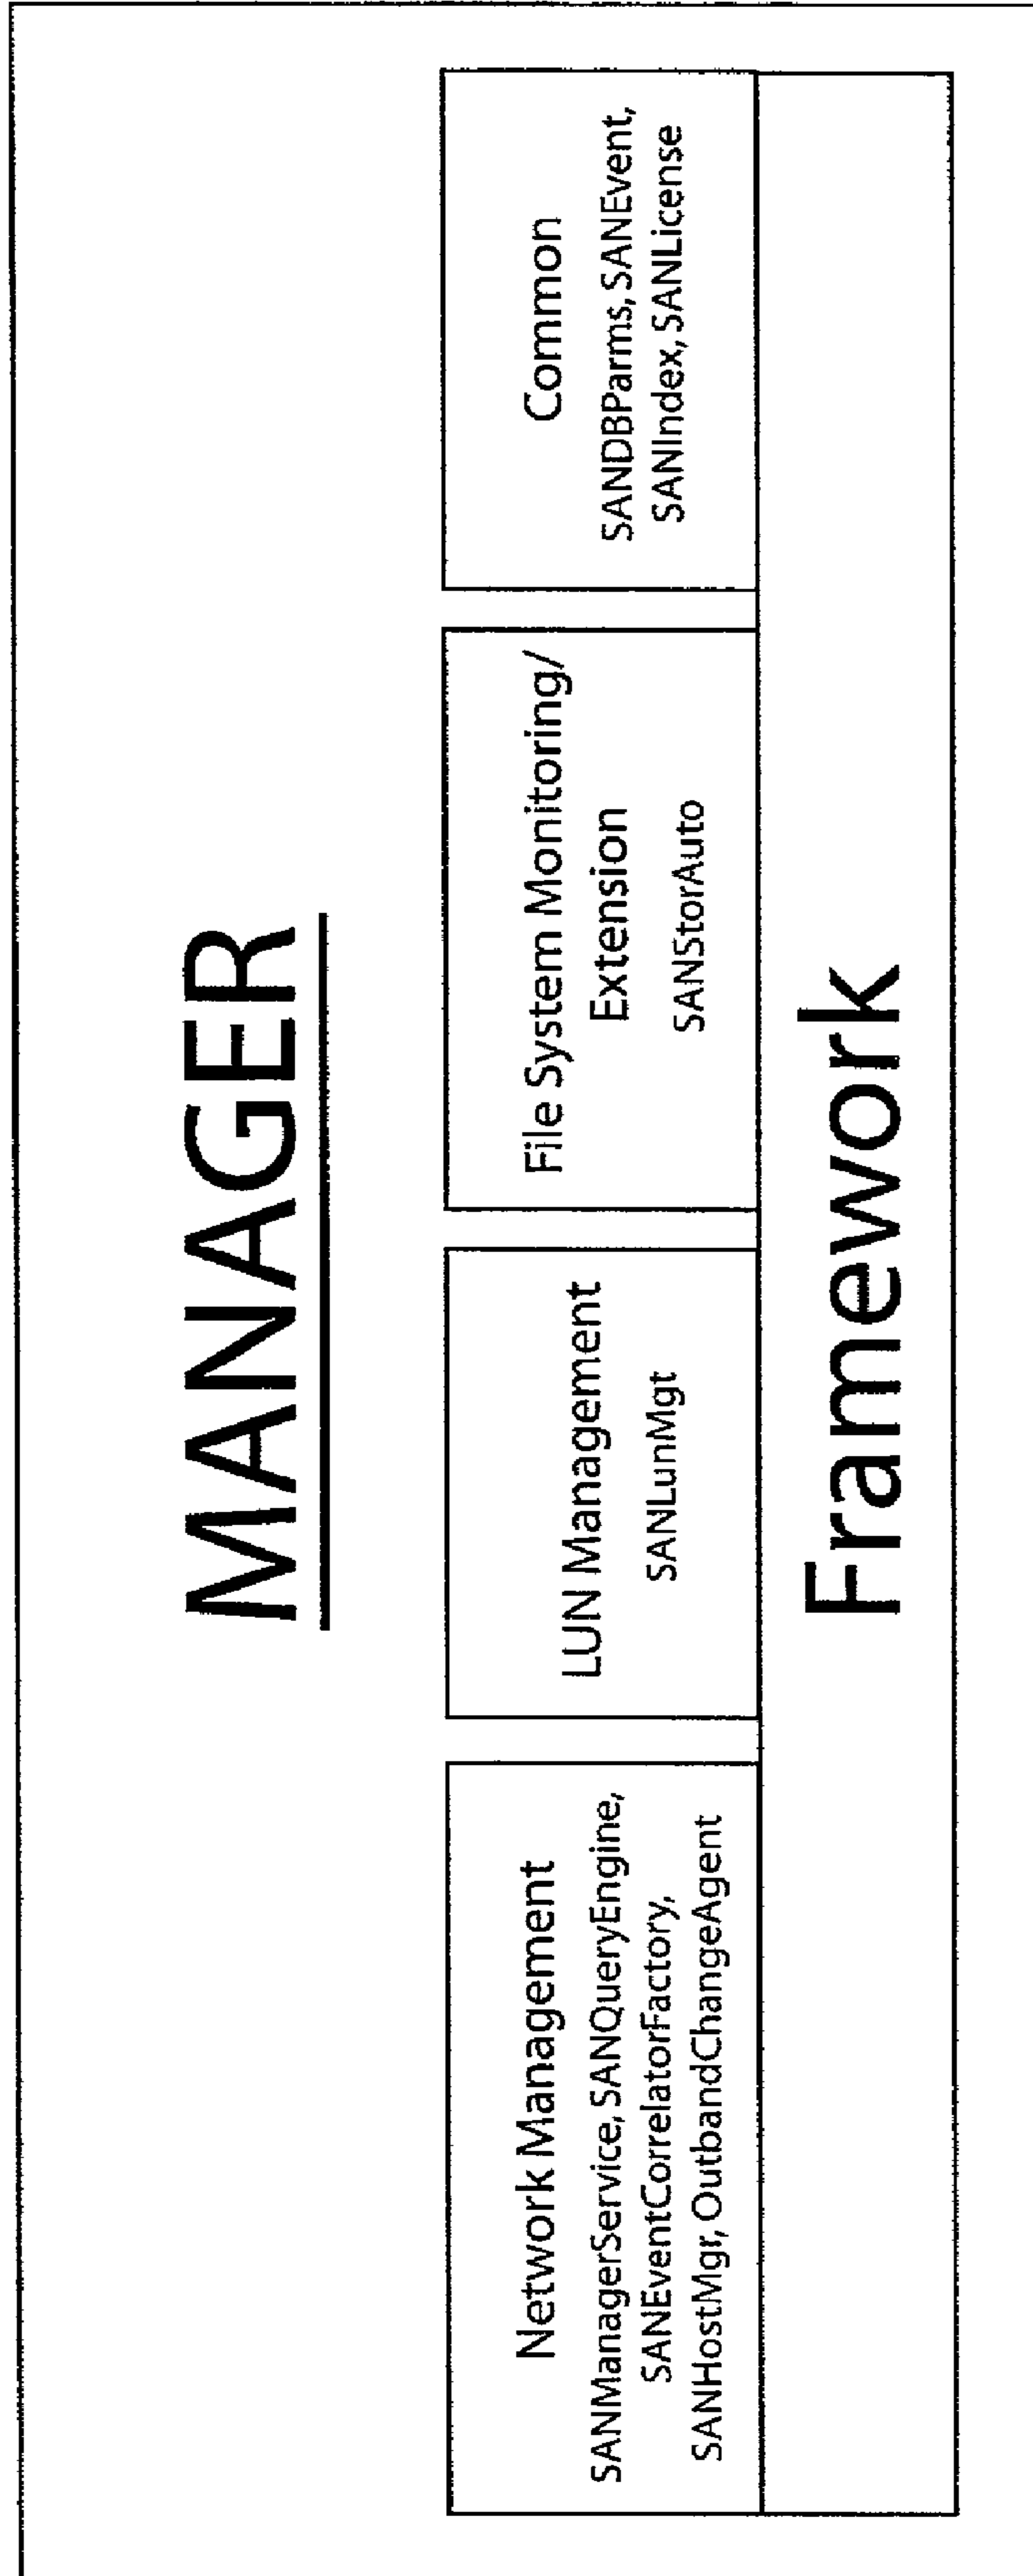 MANAGER
Network Management
SANManagerService, SANQueryEngine,
SANEventCorrelatorFactory,
SANHostMgr, OutbandChangeAgent
LUN Management
SANLunMgt
File System Monitoring/
Extension
SANStorAuto
Common
SANDBParms, SANEvent,
SANIndex, SANLicense
Framework